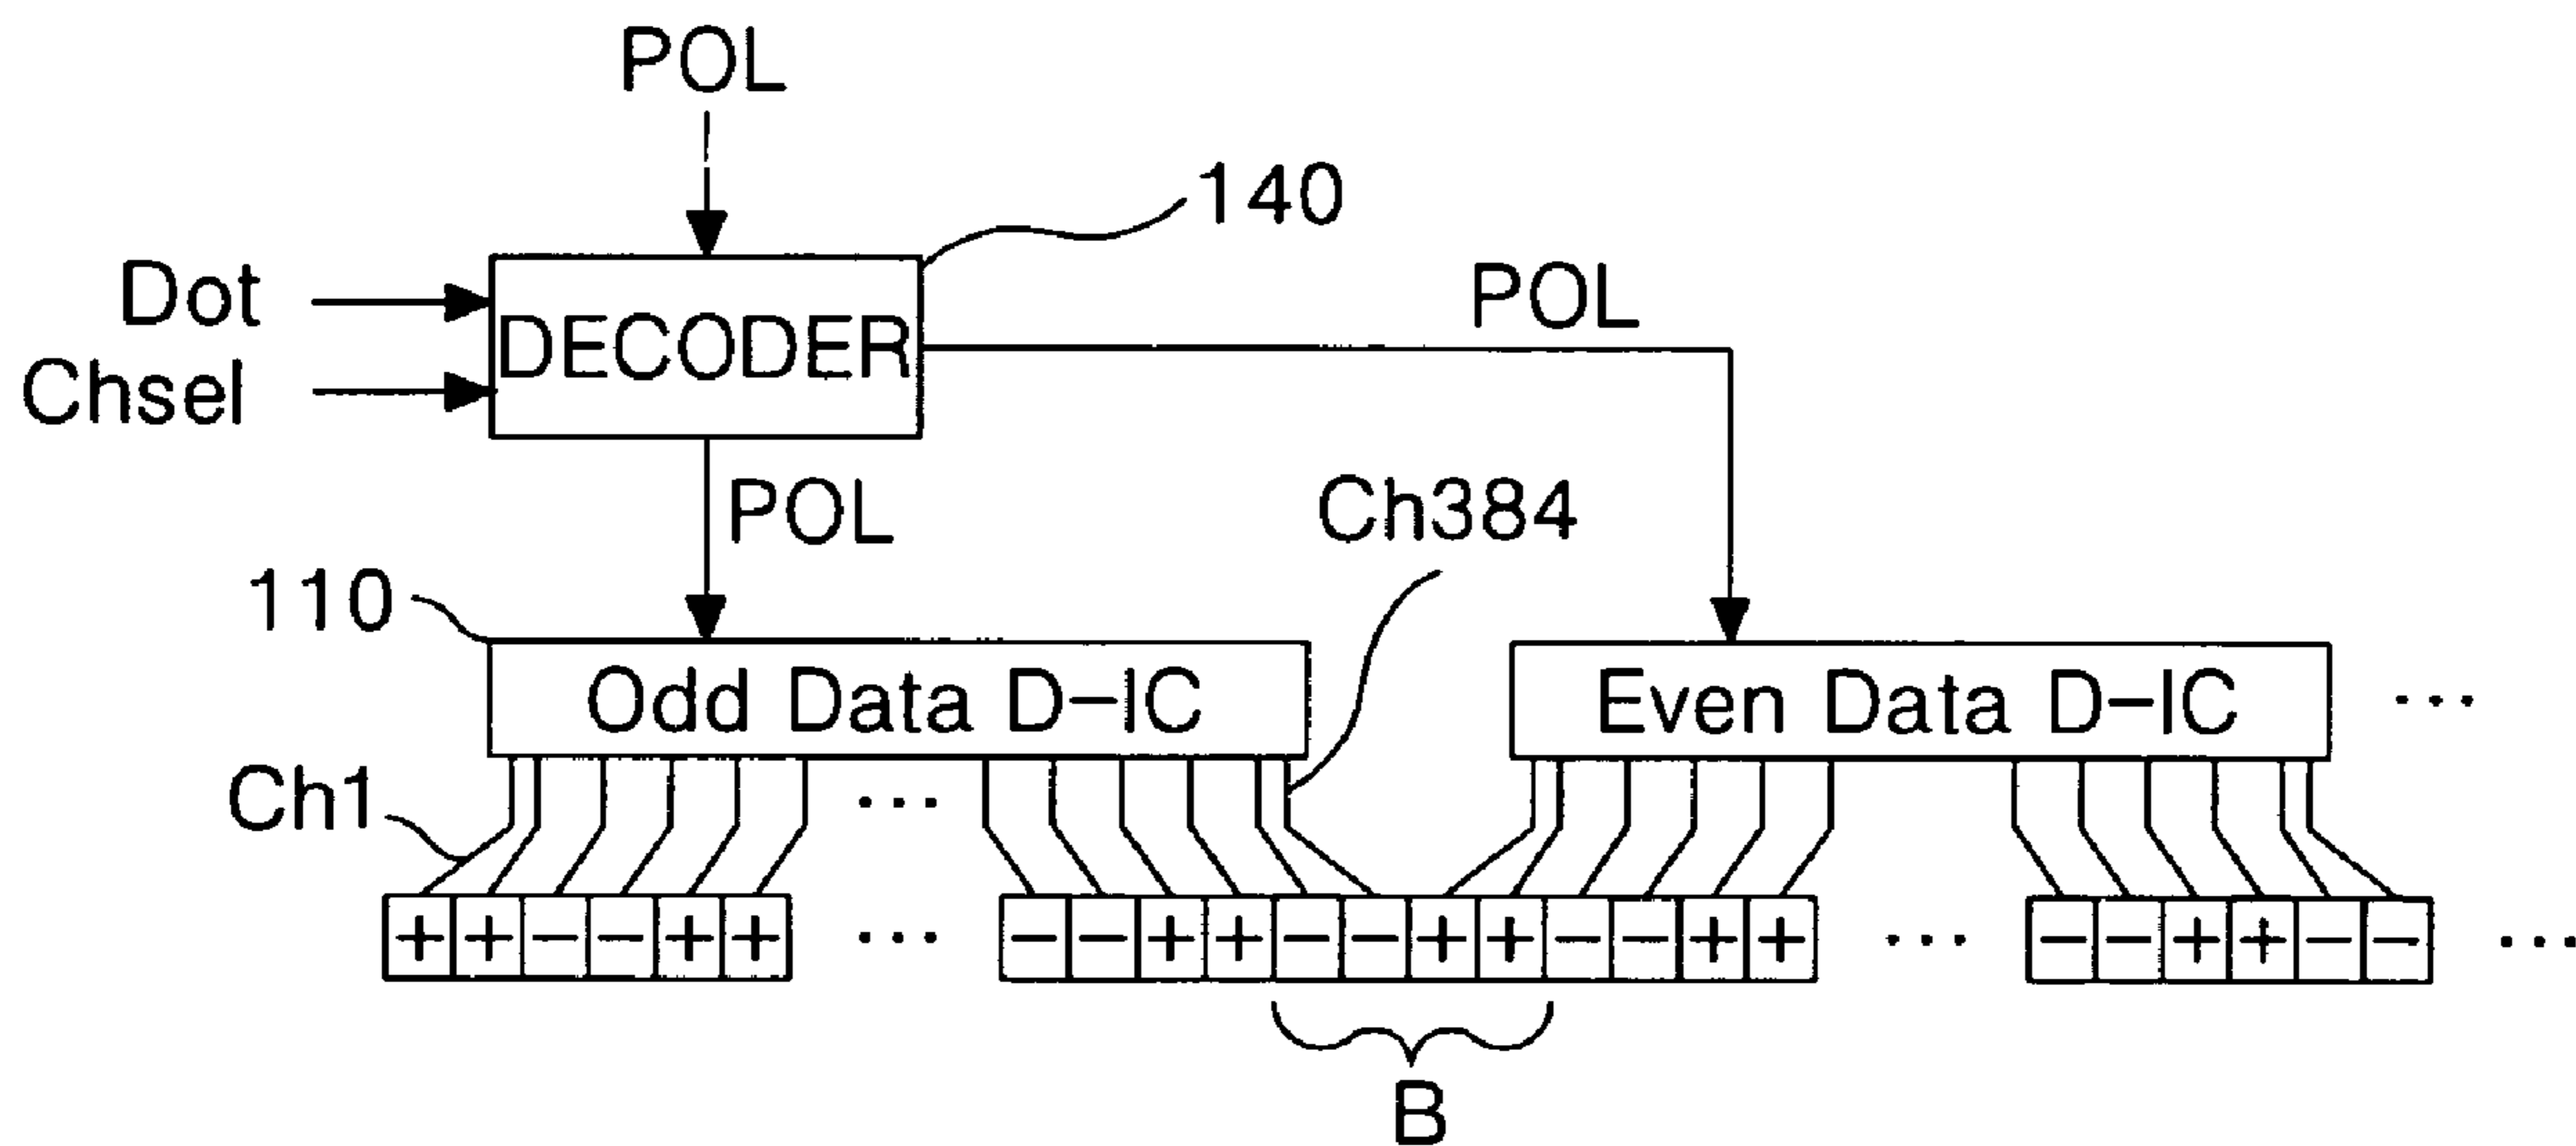 POL
140
Dot
DECODER
POL
Chsel
POL
Ch384
110
Odd Data D-IC
Even Data D-IC ...
Ch1
...
+ + − − + + ... − − + + − − + + − − + + ... − − + + − − ...
B